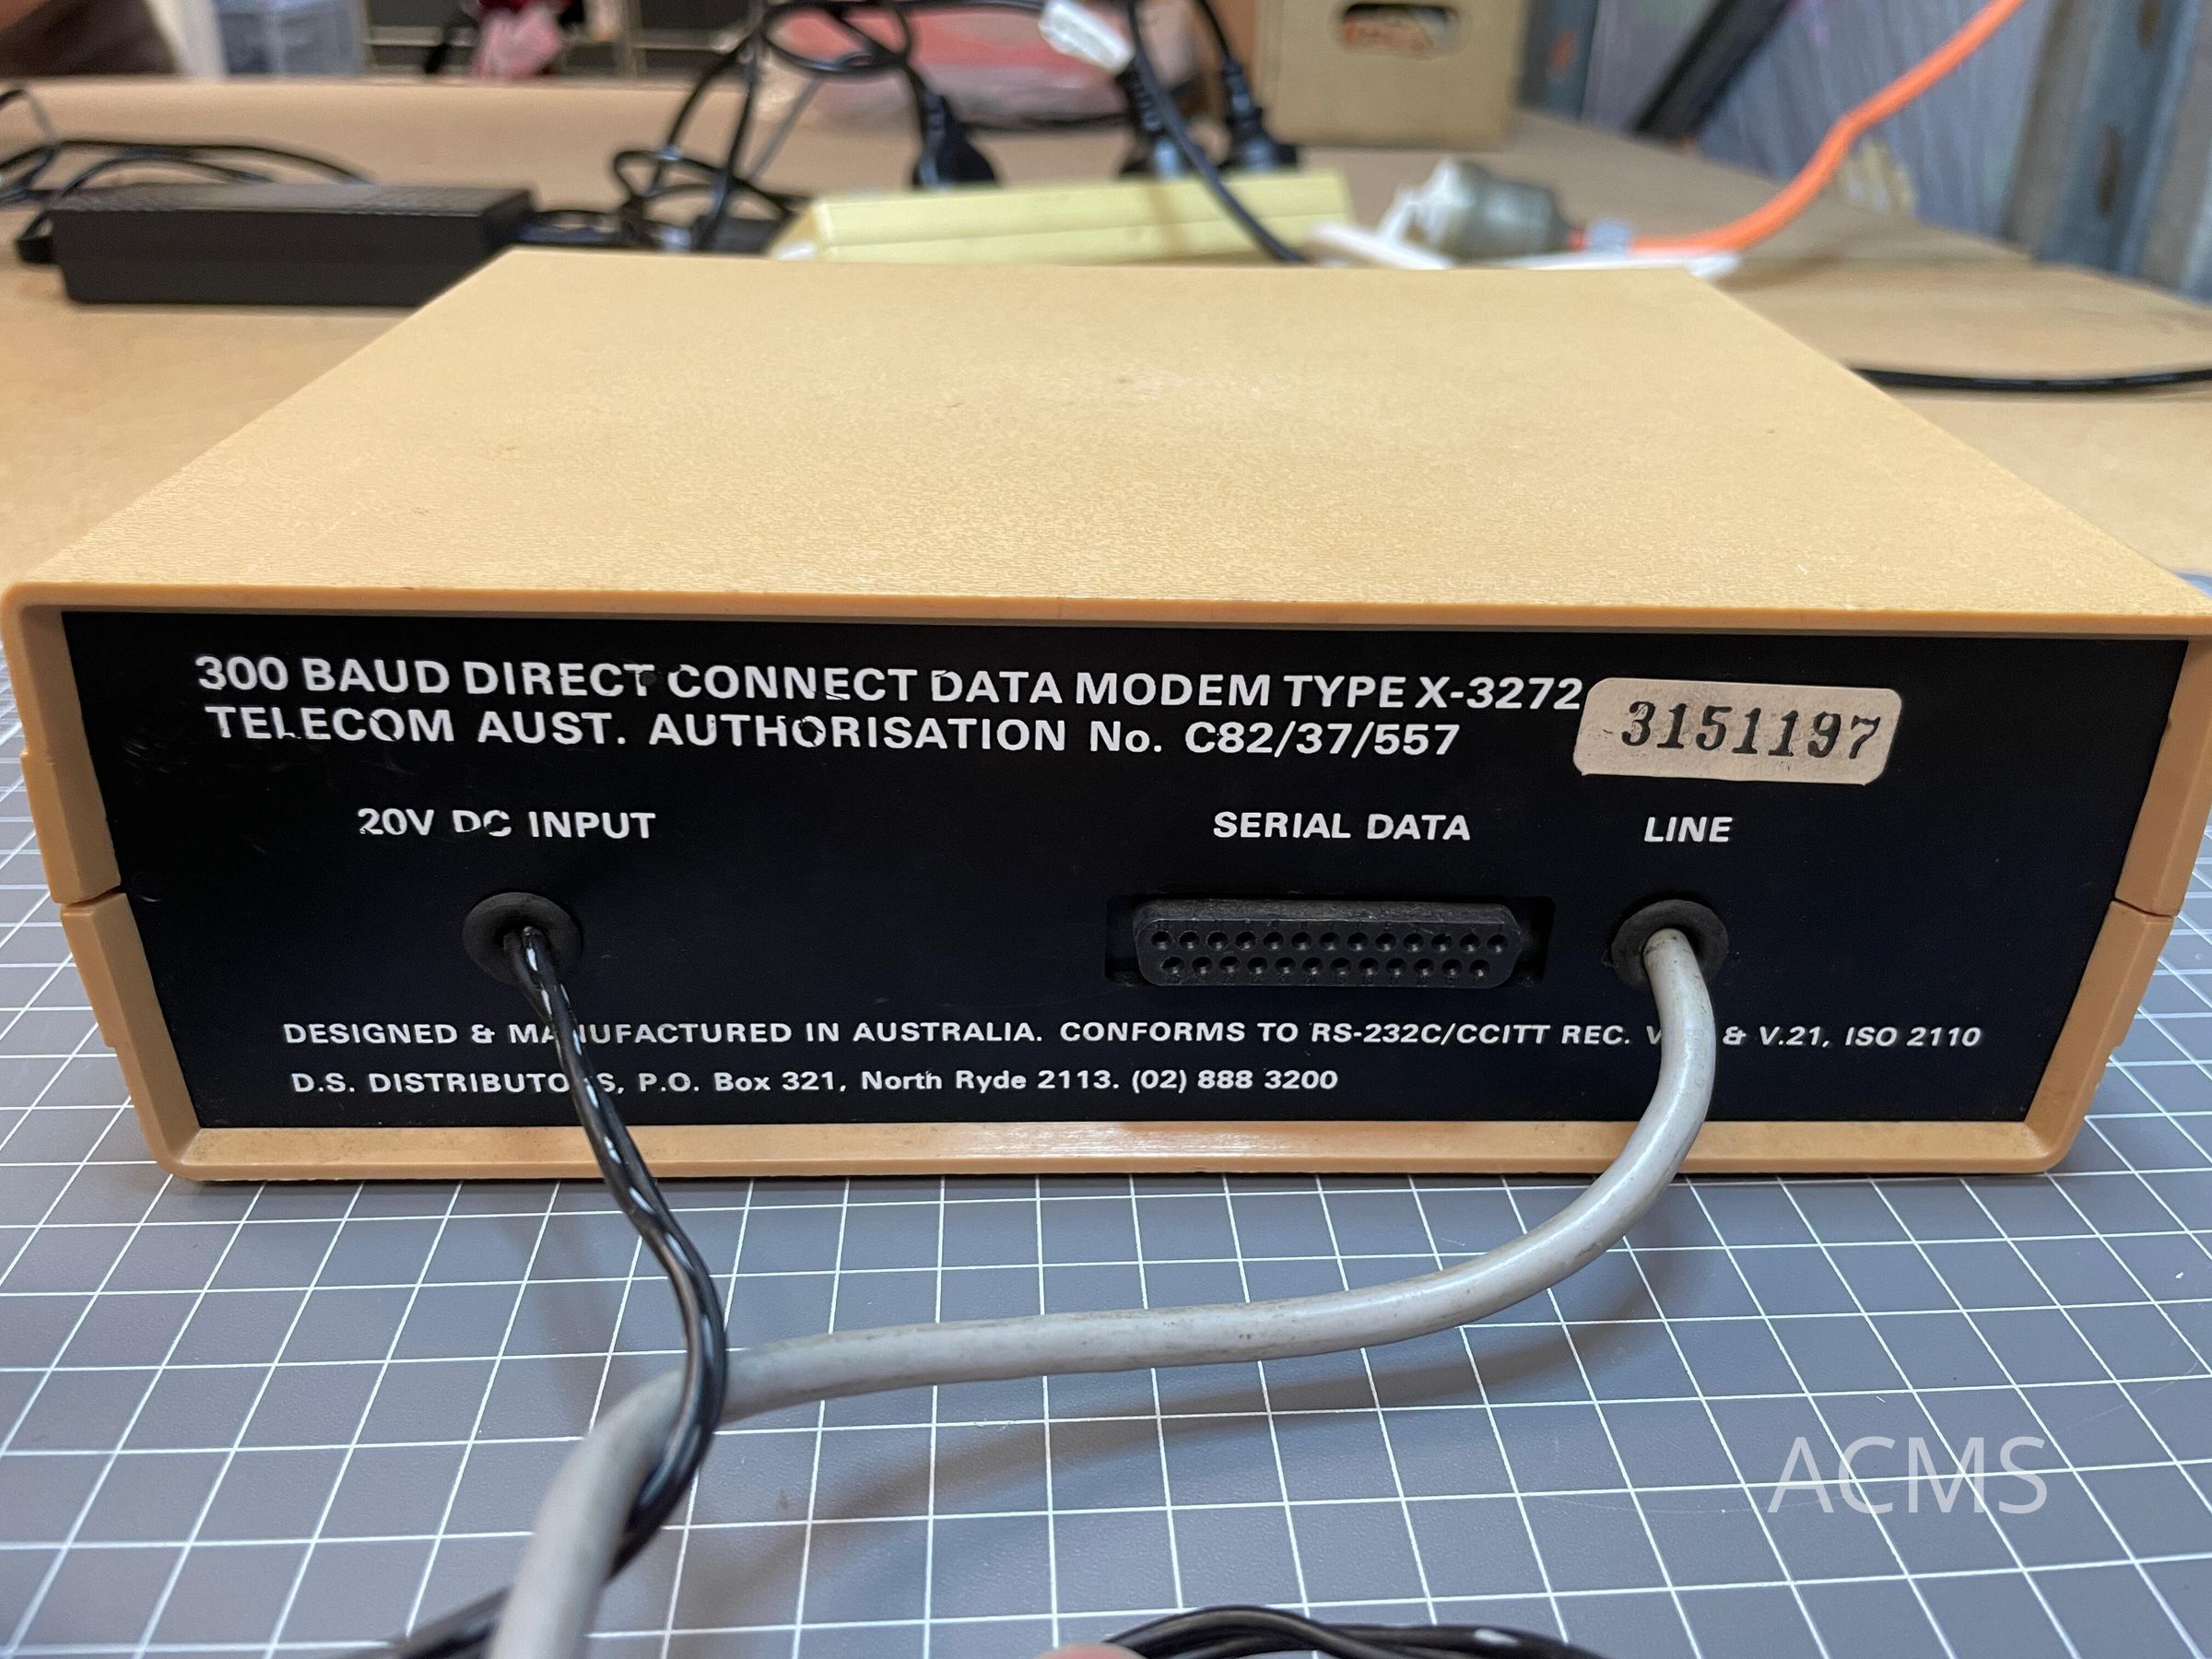 300 BAUD DIRECT CONNECT DATA MODEM TYPE X-3272
3151197
TELECOM AUST. AUTHORISATION No. C82/37/557
20V DC INPUT
SERIAL DATA
LINE
DESIGNED & MANUFACTURED IN AUSTRALIA. CONFORMS TO RS-232C/CCITT REC. & V.21, ISO 2110
D.S. DISTRIBUTORS, P.O. Box 321, North Ryde 2113. (02) 888 3200
ACMS